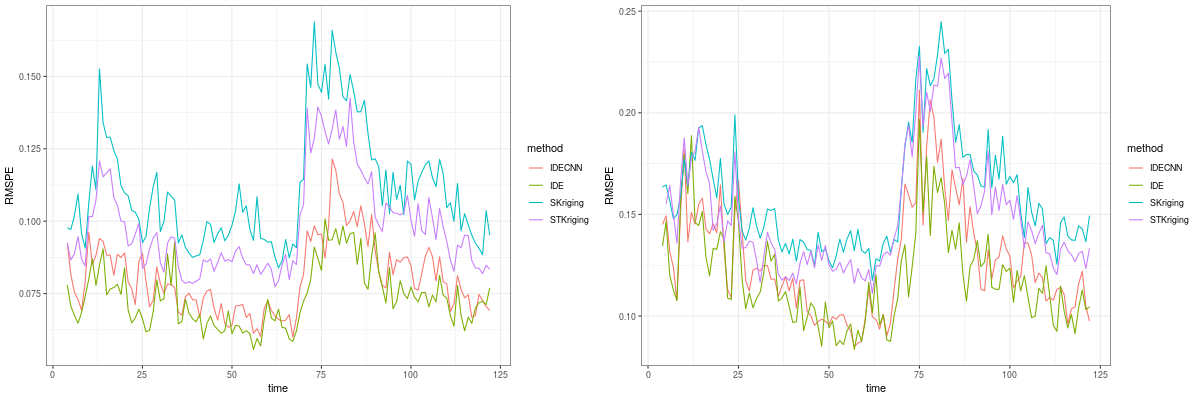 RMSPE
0.150
0.125
0.100
0.075
0
25
50
75
100
125
time
method
IDECNN
IDE
SKriging
STKriging
RMSPE
0.25
0.20
0.15
0.10
0
25
50
75
100
125
time
method
IDECNN
IDE
SKriging
STKriging